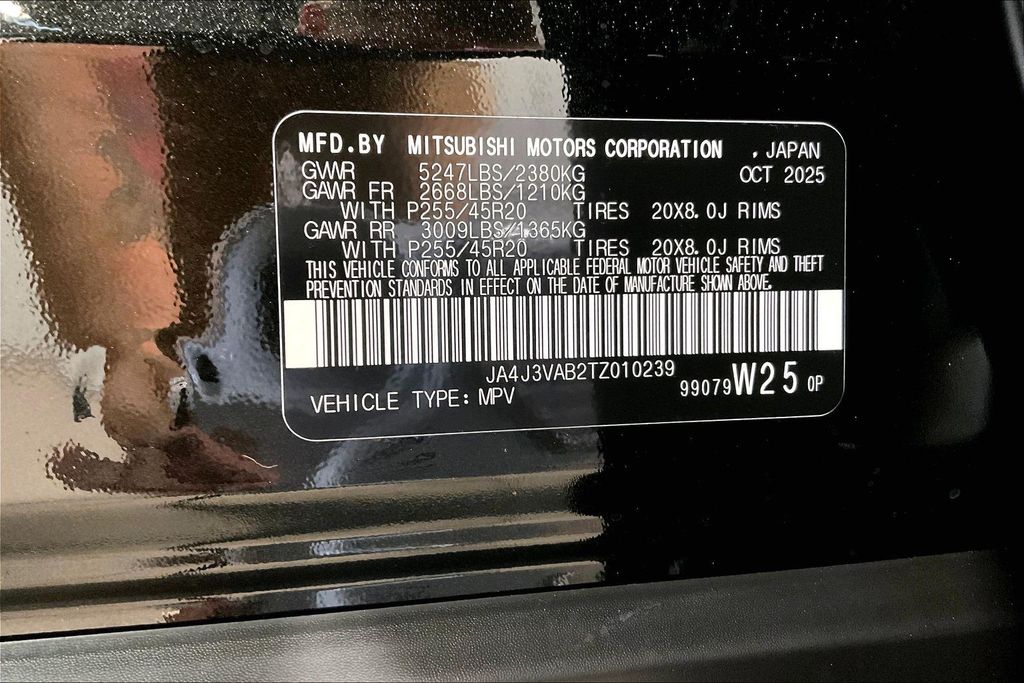 MFD.BY MITSUBISHI MOTORS CORPORATION , JAPAN
GVWR 5247LBS/2380KG OCT 2025
GAWR FR 2668LBS/1210KG
WITH P255/45R20 TIRES 20X8.0J RIMS
GAWR RR 3009LBS/1365KG
WITH P255/45R20 TIRES 20X8.0J RIMS
THIS VEHICLE CONFORMS TO ALL APPLICABLE FEDERAL MOTOR VEHICLE SAFETY AND THEFT
PREVENTION STANDARDS IN EFFECT ON THE DATE OF MANUFACTURE SHOWN ABOVE.
JA4J3VAB2TZ010239
VEHICLE TYPE: MPV 99079 W25 0P